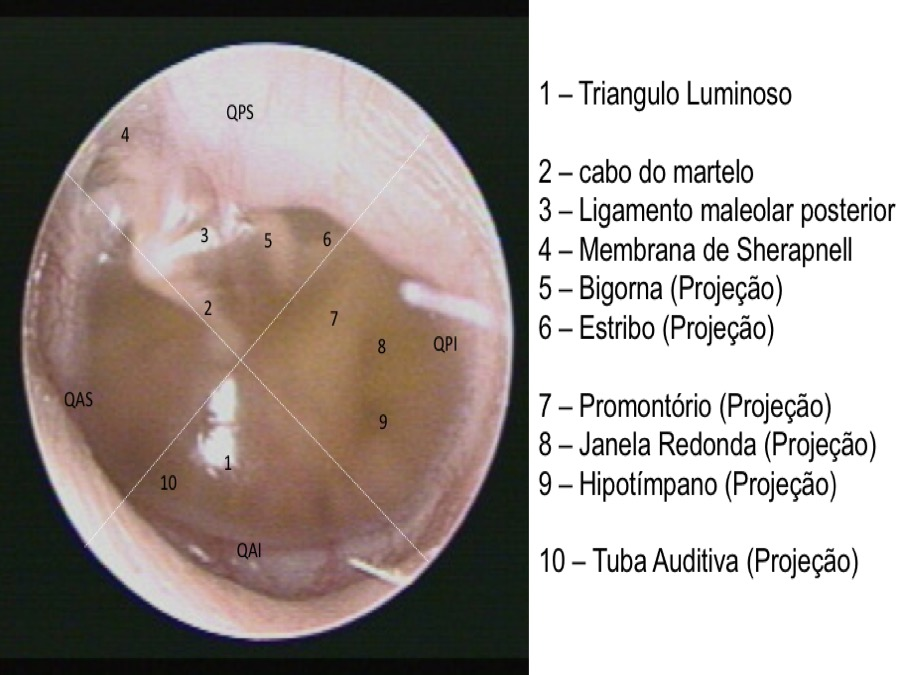 QPS
4
3
5
6
2
7
8
QPI
QAS
9
1
10
QAI
1 – Triangulo Luminoso
2 – cabo do martelo
3 – Ligamento maleolar posterior
4 – Membrana de Sherapnell
5 – Bigorna (Projeção)
6 – Estribo (Projeção)
7 – Promontório (Projeção)
8 – Janela Redonda (Projeção)
9 – Hipotímpano (Projeção)
10 – Tuba Auditiva (Projeção)